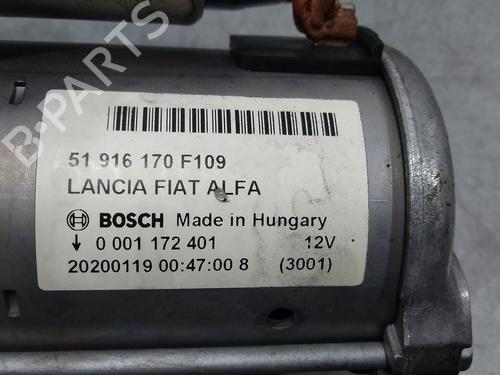 B-PARTS
51 916 170 F109
LANCIA FIAT ALFA
BOSCH Made in Hungary
↓ 0 001 172 401 12V
20200119 00:47:00 8 (3001)